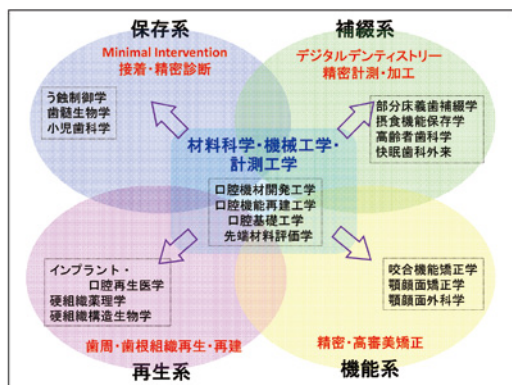 保存系
Minimal Intervention
接着・精密診断
う蝕制御学
歯髄生物学
小児歯科学
補綴系
デジタルデンティストリー
精密計測・加工
部分床義歯補綴学
摂食機能保存学
高齢者歯科学
快眠歯科外来
材料科学・機械工学・
計測工学
口腔機材開発工学
口腔機能再建工学
口腔基礎工学
先端材料評価学
インプラント・
口腔再生医学
硬組織薬理学
硬組織構造生物学
歯周・歯根組織再生・再建
再生系
咬合機能矯正学
顎顔面矯正学
顎顔面外科学
精密・高審美矯正
機能系